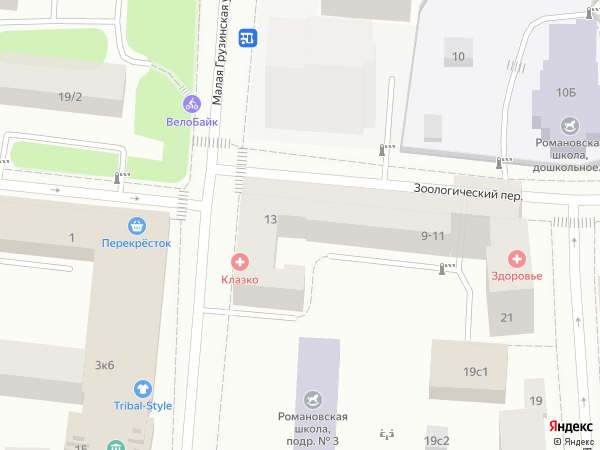 Малая Грузинская
10
19/2
10Б
ВелоБайк
Романовская
школа,
дошкольное
Зоологический пер.
13
1
Перекрёсток
9-11
Клазко
Здоровье
21
3к6
19с1
Tribal-Style
19
Романовская
школа,
подр. № 3
19с2
1Б
Яндекс
© Яндекс